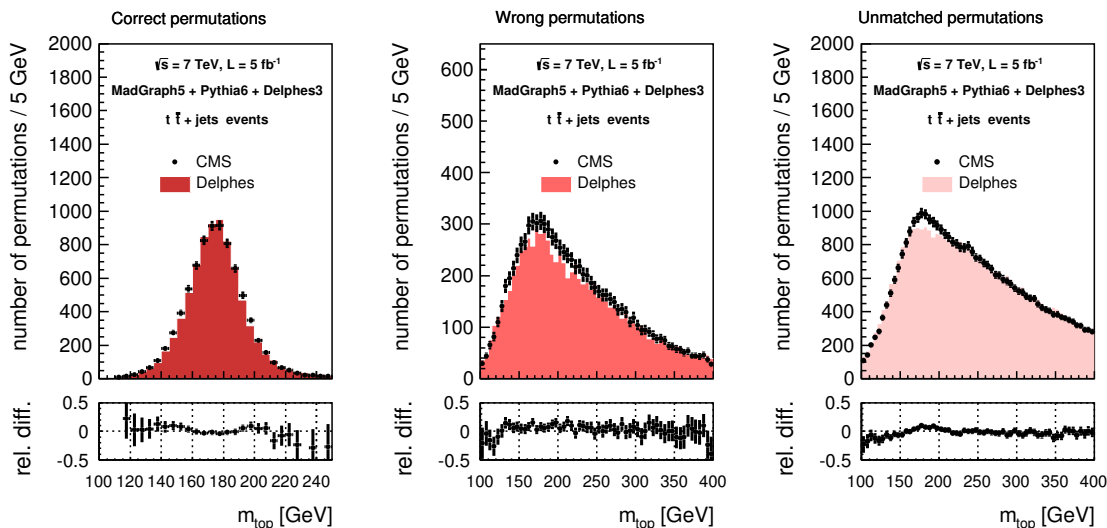 Correct permutations
number of permutations / 5 GeV
2000
1800
1600
1400
1200
1000
800
600
400
200
0
√s = 7 TeV, L = 5 fb⁻¹
MadGraph5 + Pythia6 + Delphes3
t t̄ + jets events
CMS
Delphes
rel. diff.
0.5
0
-0.5
100 120 140 160 180 200 220 240
m_top [GeV]
Wrong permutations
number of permutations / 5 GeV
600
500
400
300
200
100
0
√s = 7 TeV, L = 5 fb⁻¹
MadGraph5 + Pythia6 + Delphes3
t t̄ + jets events
CMS
Delphes
rel. diff.
0.5
0
-0.5
100 150 200 250 300 350 400
m_top [GeV]
Unmatched permutations
number of permutations / 5 GeV
2000
1800
1600
1400
1200
1000
800
600
400
200
0
√s = 7 TeV, L = 5 fb⁻¹
MadGraph5 + Pythia6 + Delphes3
t t̄ + jets events
CMS
Delphes
rel. diff.
0.5
0
-0.5
100 150 200 250 300 350 400
m_top [GeV]